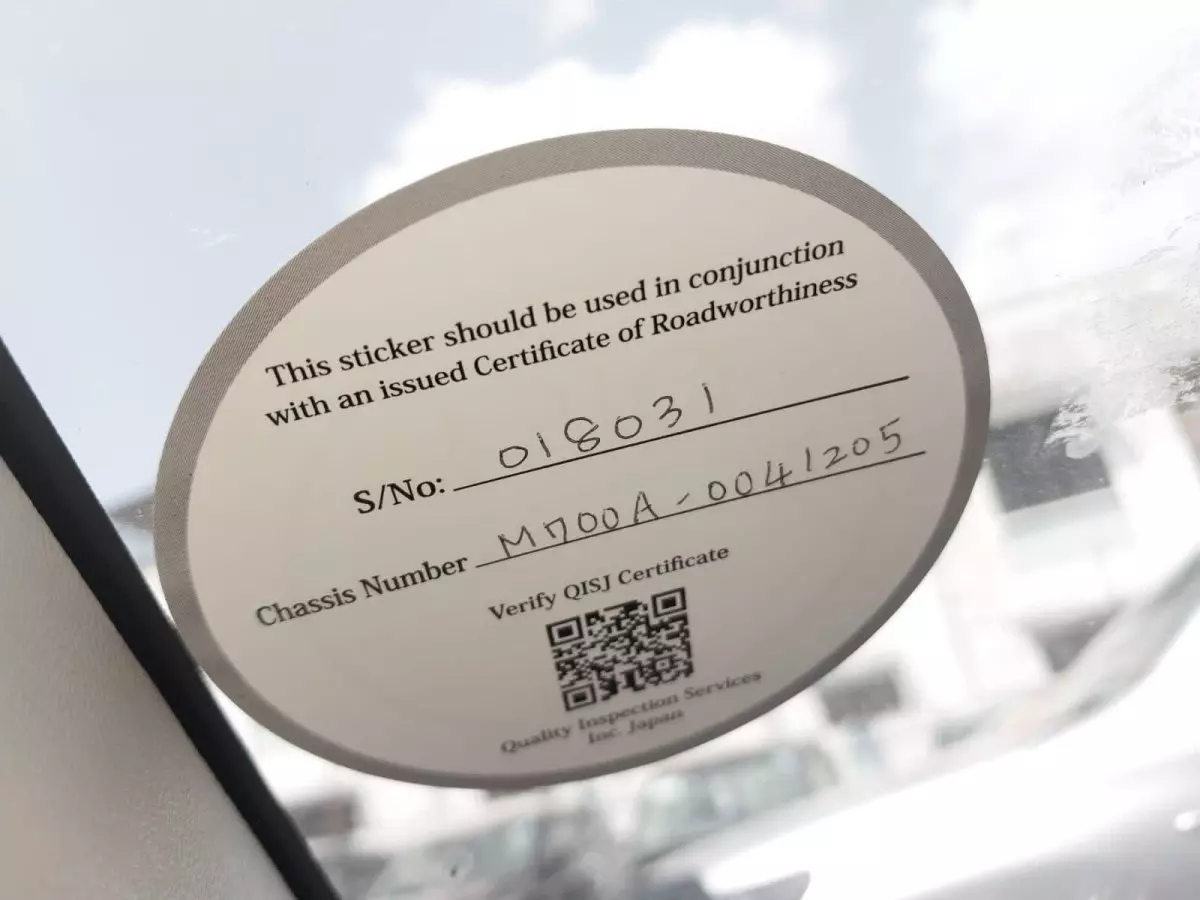 This sticker should be used in conjunction
with an issued Certificate of Roadworthiness
S/No: 018031
Chassis Number M700A-0041205
Verify QISJ Certificate
Quality Inspection Services
Inc. Japan